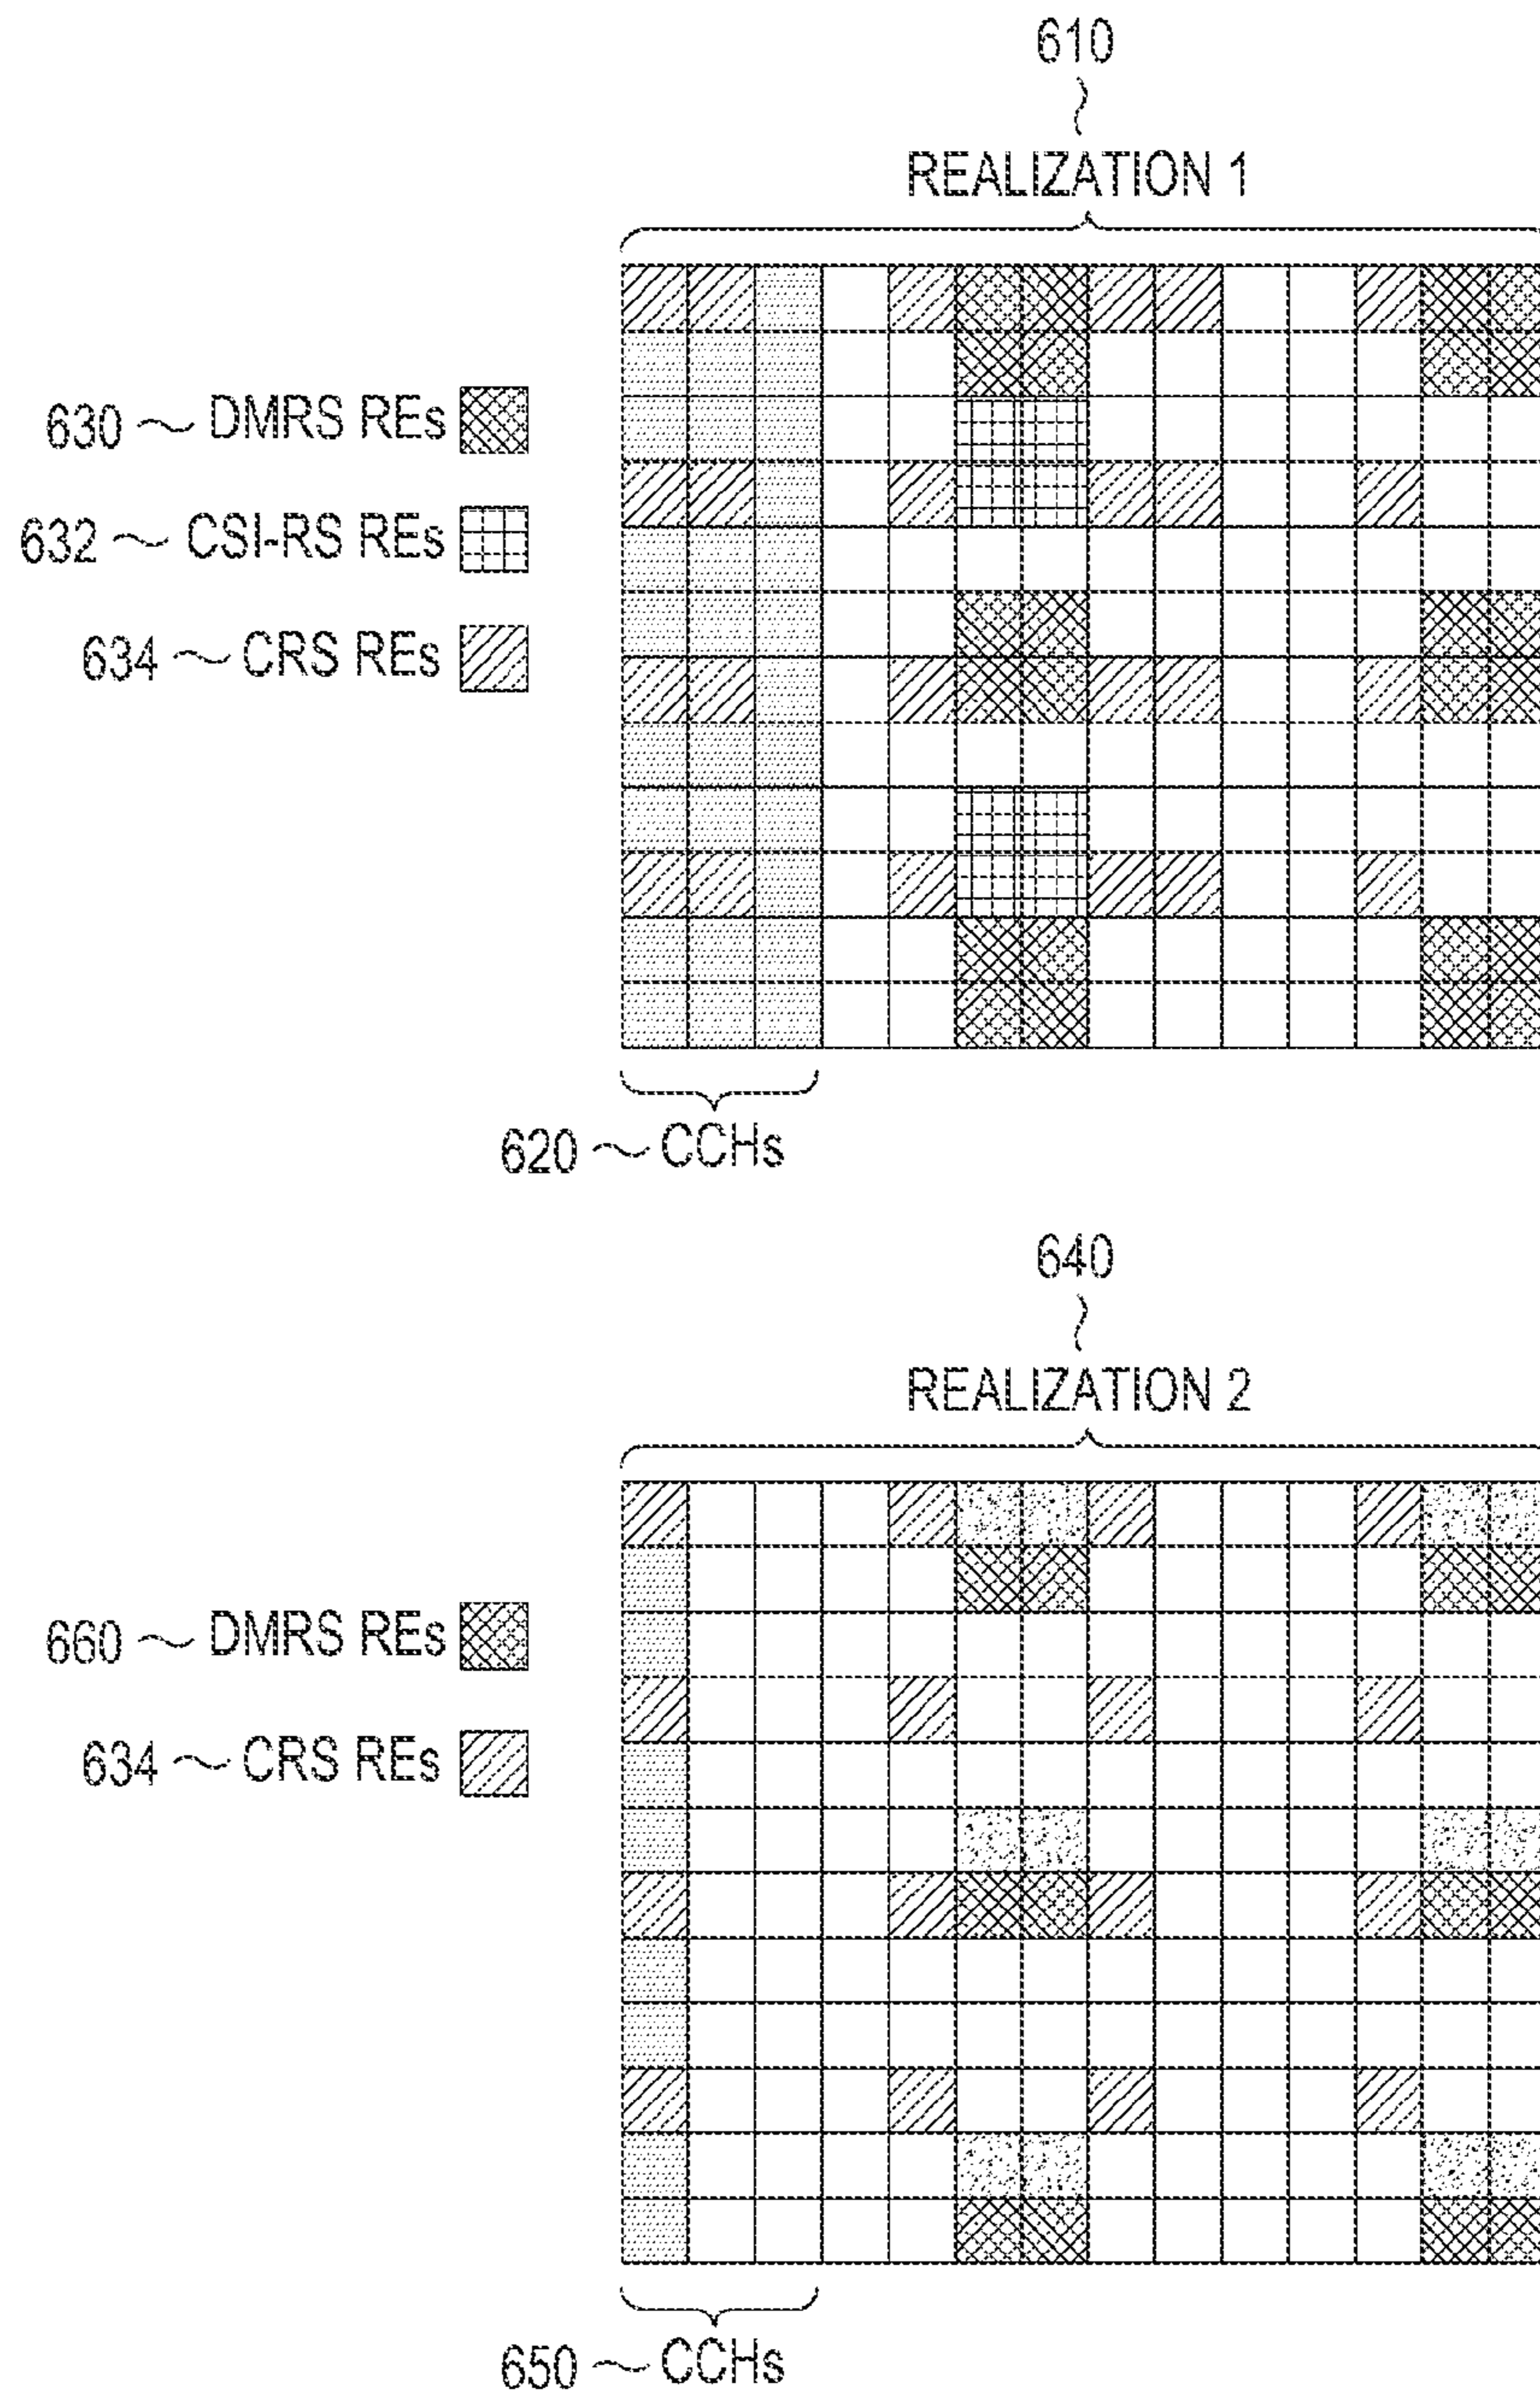 610
REALIZATION 1
630 DMRS REs
632 CSI-RS REs
634 CRS REs
620 CCHs
640
REALIZATION 2
660 DMRS REs
634 CRS REs
650 CCHs